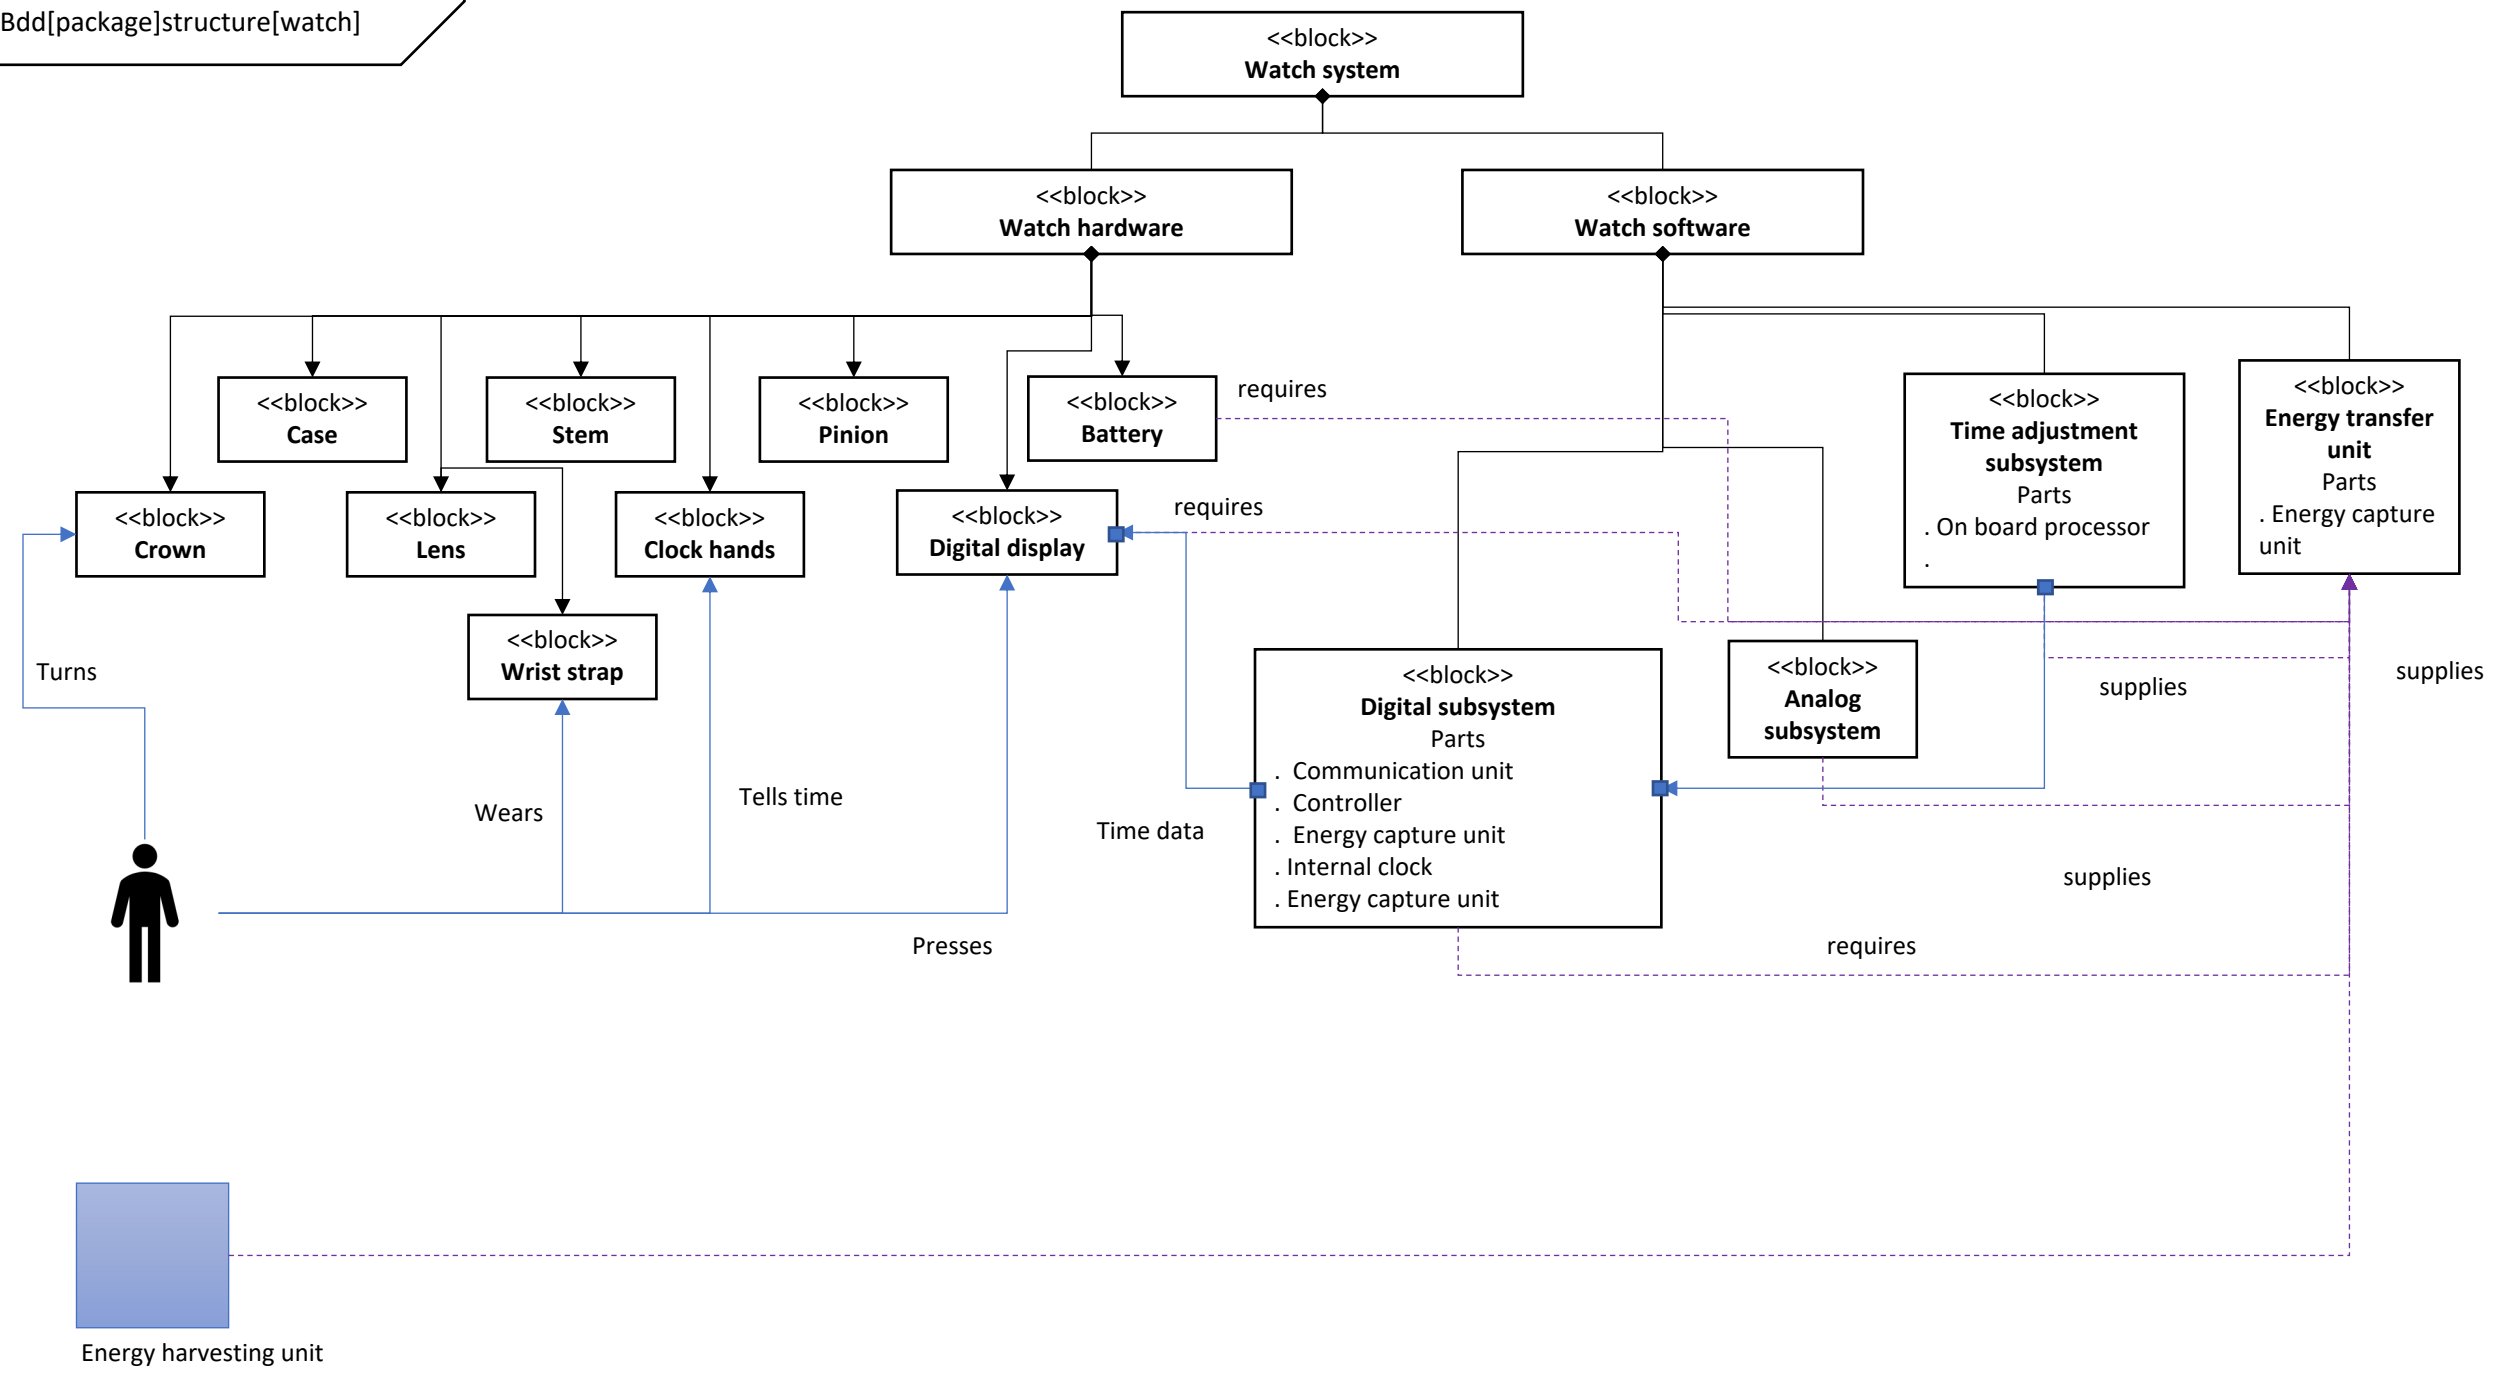 Bdd[package]structure[watch]
<<block>>
Watch system
<<block>>
Watch hardware
<<block>>
Watch software
<<block>>
Case
<<block>>
Stem
<<block>>
Pinion
<<block>>
Battery
requires
<<block>>
Time adjustment
subsystem
Parts
. On board processor
.
<<block>>
Energy transfer
unit
Parts
. Energy capture
unit
<<block>>
Crown
<<block>>
Lens
<<block>>
Clock hands
<<block>>
Digital display
requires
<<block>>
Wrist strap
Turns
<<block>>
Digital subsystem
Parts
. Communication unit
. Controller
. Energy capture unit
. Internal clock
. Energy capture unit
<<block>>
Analog
subsystem
supplies
supplies
Wears
Tells time
Time data
supplies
Presses
requires
Energy harvesting unit